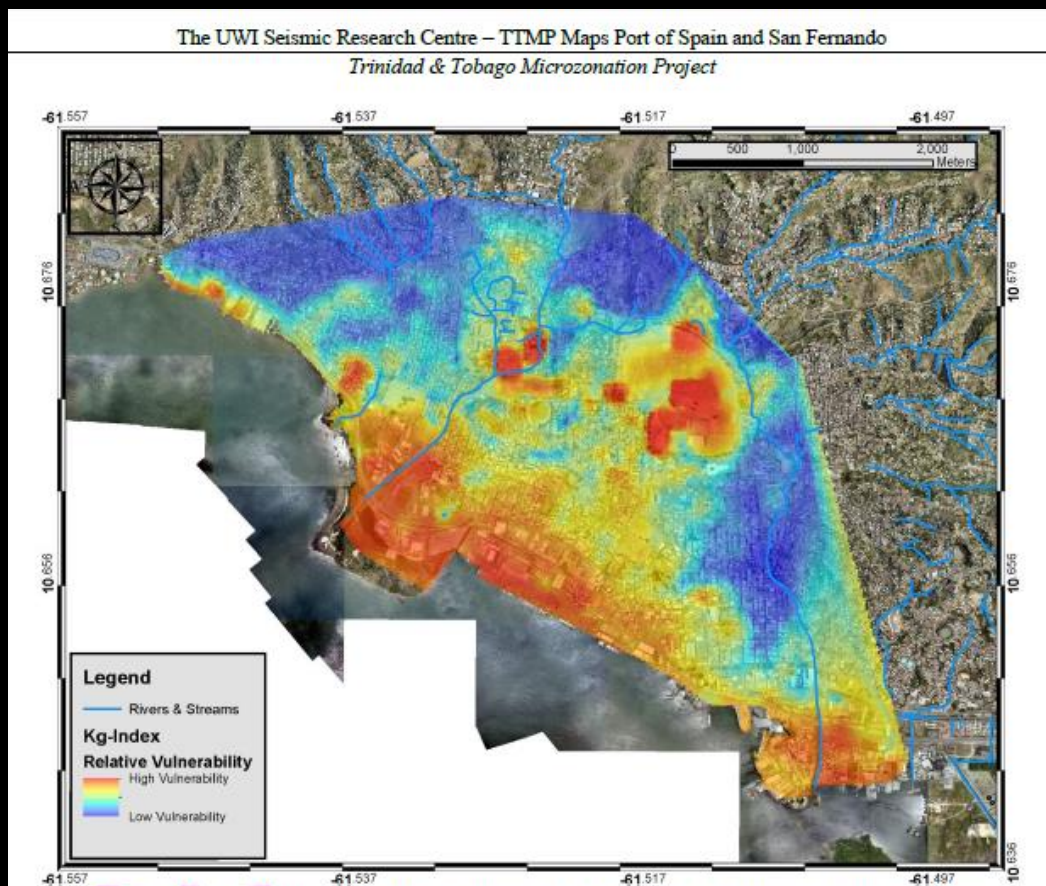 The UWI Seismic Research Centre – TTMP Maps Port of Spain and San Fernando
Trinidad & Tobago Microzonation Project
-61.557 -61.537 -61.517 -61.497
0 500 1,000 2,000
Meters
10.676 10.676
10.656 10.656
Legend
Rivers & Streams
Kg-Index
Relative Vulnerability
High Vulnerability
Low Vulnerability
10.636
-61.557 -61.537 -61.517 -61.497